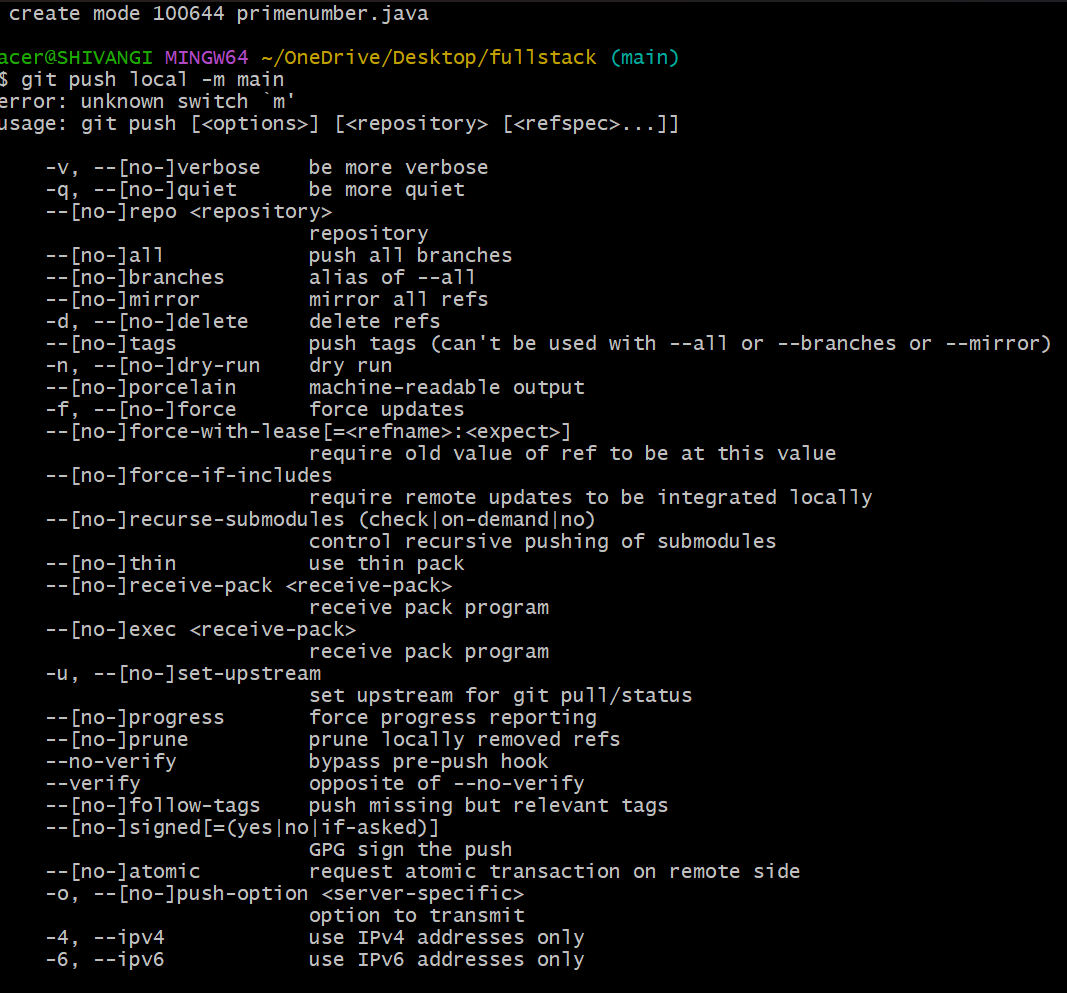 create mode 100644 primenumber.java
acer@SHIVANGI MINGW64 ~/OneDrive/Desktop/fullstack (main)
$ git push local -m main
error: unknown switch `m'
usage: git push [<options>] [<repository> [<refspec>...]]
-v, --[no-]verbose    be more verbose
-q, --[no-]quiet      be more quiet
--[no-]repo <repository>
repository
--[no-]all            push all branches
--[no-]branches       alias of --all
--[no-]mirror         mirror all refs
-d, --[no-]delete     delete refs
--[no-]tags           push tags (can't be used with --all or --branches or --mirror)
-n, --[no-]dry-run    dry run
--[no-]porcelain      machine-readable output
-f, --[no-]force      force updates
--[no-]force-with-lease[=<refname>:<expect>]
require old value of ref to be at this value
--[no-]force-if-includes
require remote updates to be integrated locally
--[no-]recurse-submodules (check|on-demand|no)
control recursive pushing of submodules
--[no-]thin           use thin pack
--[no-]receive-pack <receive-pack>
receive pack program
--[no-]exec <receive-pack>
receive pack program
-u, --[no-]set-upstream
set upstream for git pull/status
--[no-]progress       force progress reporting
--[no-]prune          prune locally removed refs
--no-verify           bypass pre-push hook
--verify              opposite of --no-verify
--[no-]follow-tags    push missing but relevant tags
--[no-]signed[=(yes|no|if-asked)]
GPG sign the push
--[no-]atomic         request atomic transaction on remote side
-o, --[no-]push-option <server-specific>
option to transmit
-4, --ipv4            use IPv4 addresses only
-6, --ipv6            use IPv6 addresses only